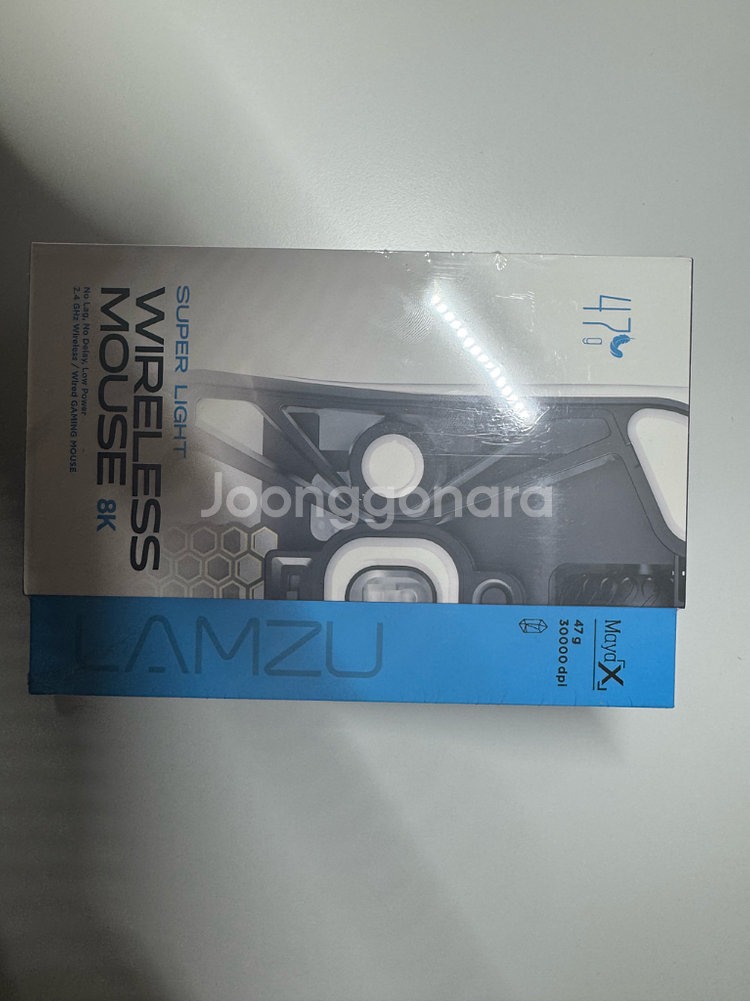 47g
SUPER LIGHT
WIRELESS
MOUSE 8K
No Lag, No Delay, Low Power
2.4 GHz Wireless / Wired GAMING MOUSE
Joonggonara
Maya X
47g
30000dpi
LAMZU